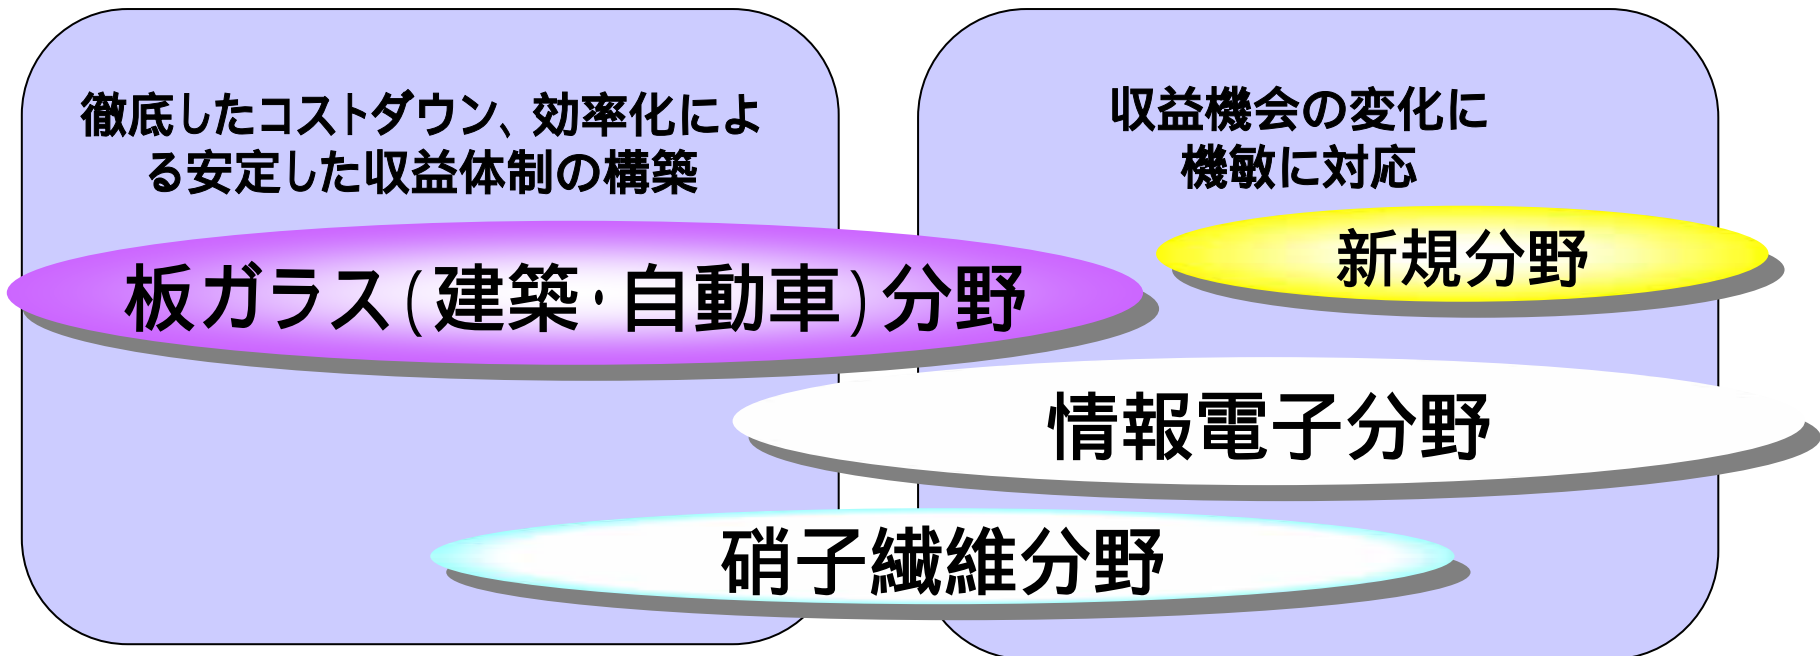 徹底したコストダウン、効率化によ
る安定した収益体制の構築
収益機会の変化に
機敏に対応
板ガラス(建築・自動車)分野
新規分野
情報電子分野
硝子繊維分野